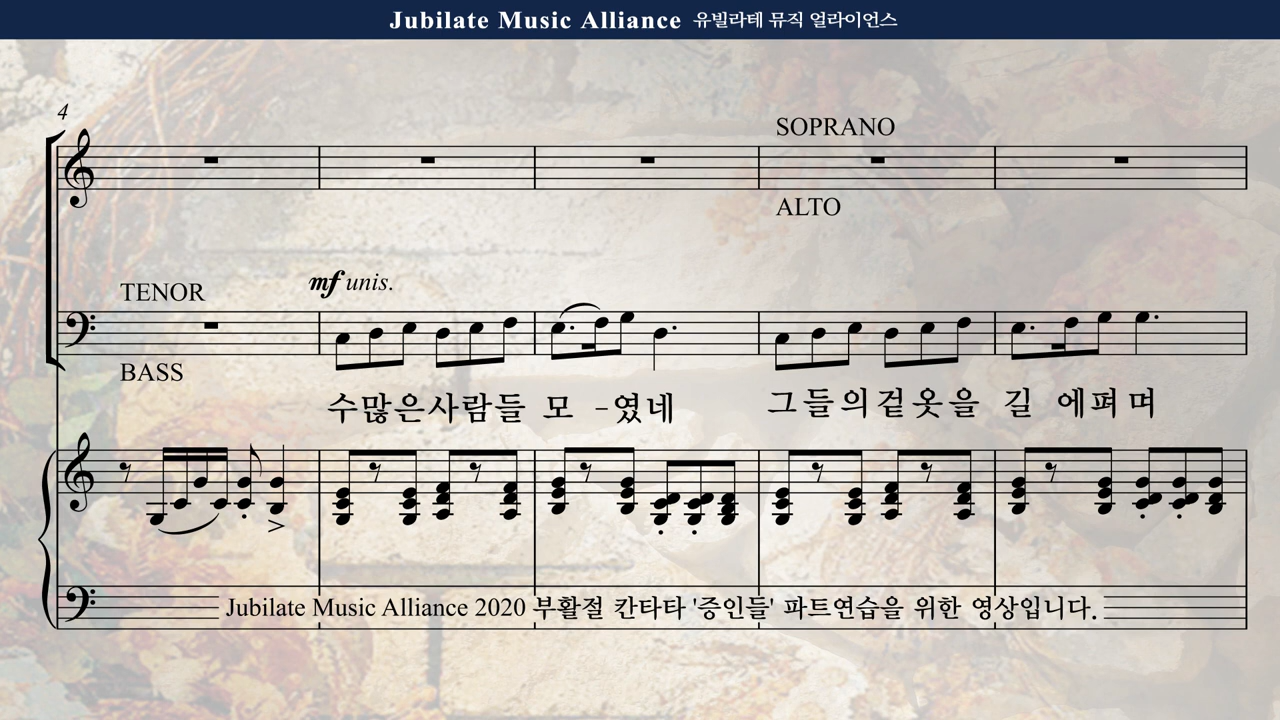 Jubilate Music Alliance 유빌라테 뮤직 얼라이언스
4
SOPRANO
ALTO
mf unis.
TENOR
BASS
수많은사람들 모 -였네 그들의겉옷을 길 에펴며
Jubilate Music Alliance 2020 부활절 칸타타 '증인들' 파트연습을 위한 영상입니다.